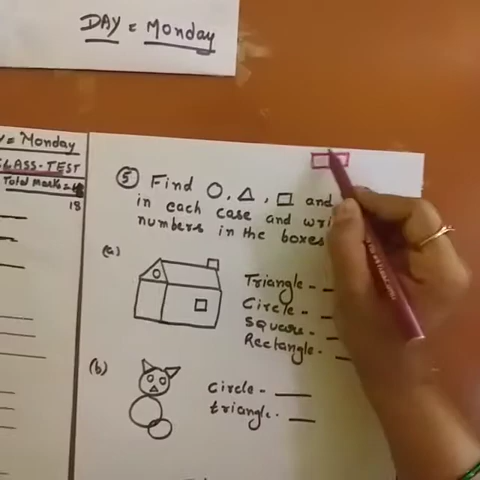 DAY = Monday
= Monday
CLASS-TEST
Total Marks =
18
5 Find ○, △, □ and
in each case and
numbers in the boxes
(a)
Triangle -
Circle -
Square -
Rectangle -
(b)
circle -
triangle -